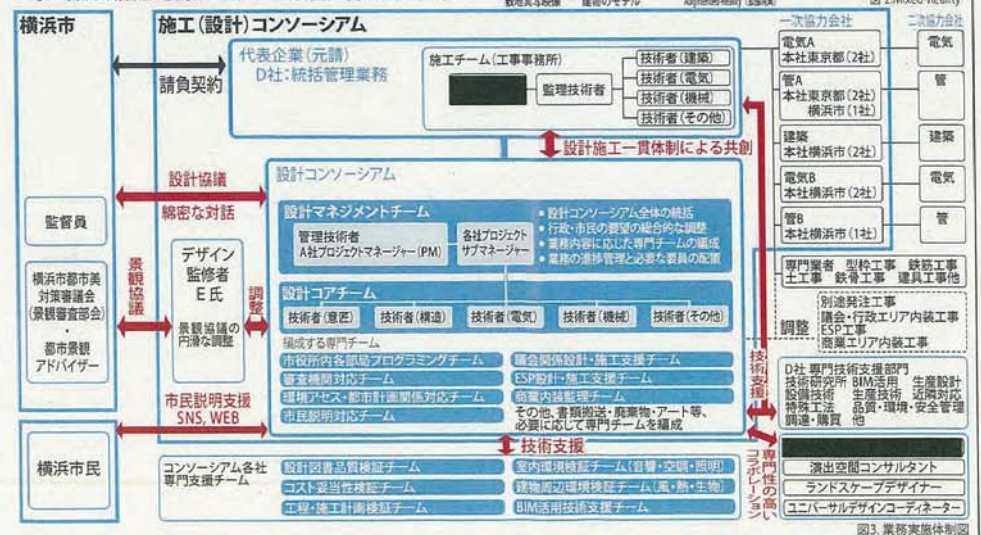 敷地実写映像
建築のモデル
Augmented-Reality (拡張現実)
図2.Mixed-Reality
横浜市
施工(設計)コンソーシアム
代表企業(元請)
D社:統括管理業務
請負契約
施工チーム(工事事務所)
監理技術者
技術者(建築)
技術者(電気)
技術者(機械)
技術者(その他)
設計施工一貫体制による共創
一次協力会社
二次協力会社
電気A
本社東京都(2社)
電気
管A
本社東京都(2社)
横浜市(1社)
管
建築
本社横浜市(2社)
建築
電気B
本社横浜市(2社)
電気
管B
本社横浜市(1社)
管
専門業者 型枠工事 鉄筋工事
土工事 鉄骨工事 建具工事他
調整
別途発注工事
議会・行政エリア内装工事
ESP工事
商業エリア内装工事
設計協議
綿密な対話
監督員
横浜市都市美
対策審議会
(景観審査部会)
・
都市景観
アドバイザー
景観協議
デザイン
監修者
E氏
景観協議の
円滑な調整
調整
設計コンソーシアム
設計マネジメントチーム
管理技術者
A社プロジェクトマネージャー(PM)
各社プロジェクト
サブマネージャー
●設計コンソーシアム全体の統括
●行政・市民の要望の総合的な調整
●業務内容に応じた専門チームの編成
●業務の進捗管理と必要な要員の配置
設計コアチーム
技術者(意匠)
技術者(構造)
技術者(電気)
技術者(機械)
技術者(その他)
編成する専門チーム
市役所内各部局プログラミングチーム
審査機関対応チーム
環境アセス・都市計画関係対応チーム
市民説明対応チーム
議会関係設計・施工支援チーム
ESP設計・施工支援チーム
商業内装監理チーム
その他、書類搬送・廃棄物・アート等、
必要に応じて専門チームを編成
技術支援
D社 専門技術支援部門
技術研究所 BIM活用 生産設計
設備技術 生産技術 近隣対応
特殊工法 品質・環境・安全管理
調達・購買 他
市民説明支援
SNS, WEB
横浜市民
技術支援
コンソーシアム各社
専門支援チーム
設計図書品質検証チーム
コスト妥当性検証チーム
工程・施工計画検証チーム
室内環境検証チーム(音響・空調・照明)
建物周辺環境検証チーム(風・熱・生物)
BIM活用技術支援チーム
専門性の高い
コラボレーション
演出空間コンサルタント
ランドスケープデザイナー
ユニバーサルデザインコーディネーター
図3. 業務実施体制図